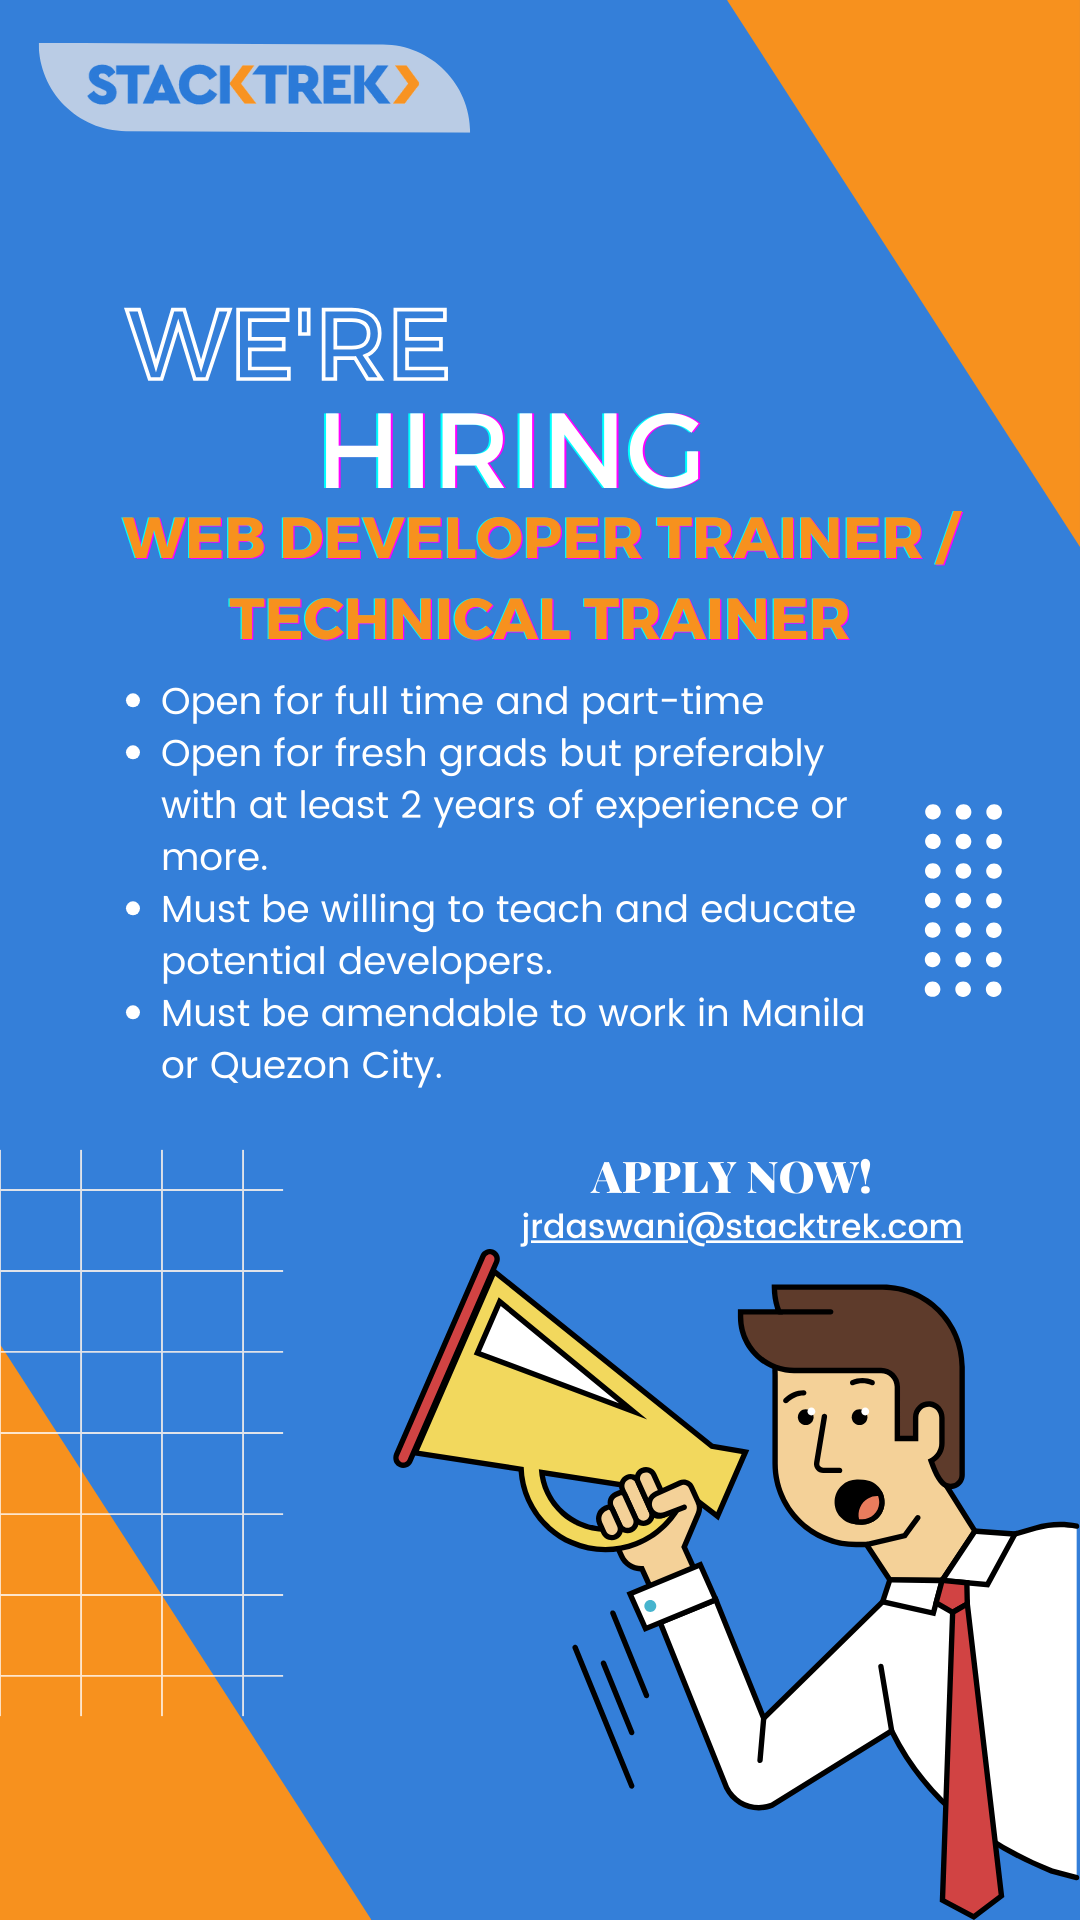 STACKTREK
WE'RE
HIRING
WEB DEVELOPER TRAINER /
TECHNICAL TRAINER
• Open for full time and part-time
• Open for fresh grads but preferably
with at least 2 years of experience or
more.
• Must be willing to teach and educate
potential developers.
• Must be amendable to work in Manila
or Quezon City.
APPLY NOW!
jrdaswani@stacktrek.com